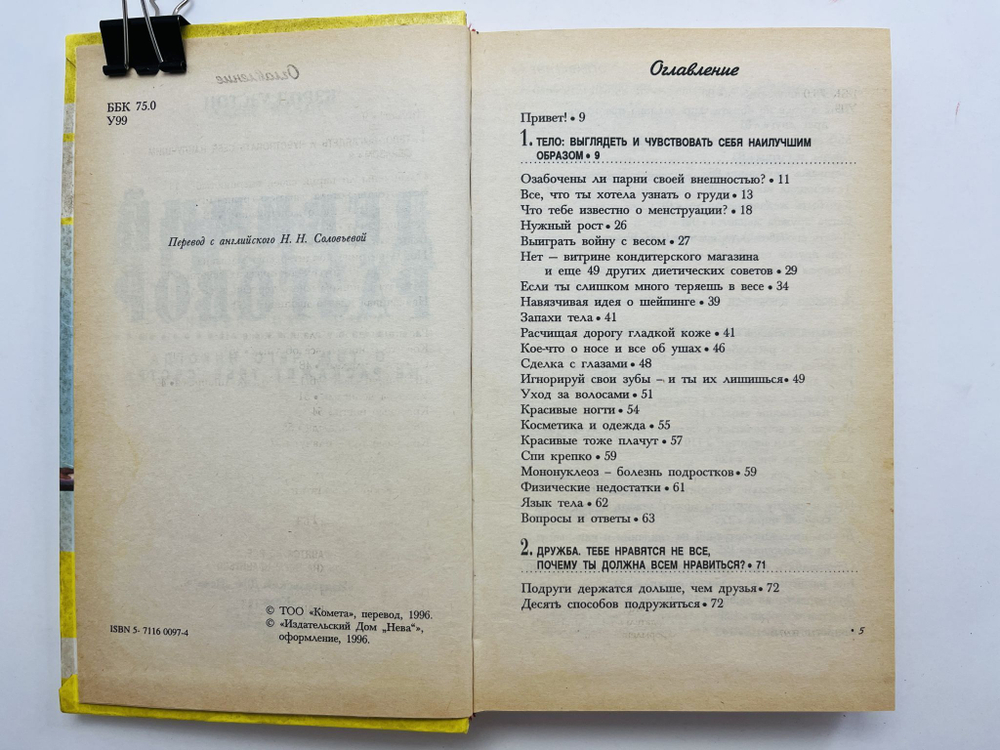 ББК 75.0
У99
Перевод с английского Н. Н. Соловьевой
ISBN 5- 7116 0097-4
© ТОО «Комета», перевод, 1996.
© «Издательский Дом „Нева“»,
оформление, 1996.
Оглавление
Привет! • 9
1. ТЕЛО: ВЫГЛЯДЕТЬ И ЧУВСТВОВАТЬ СЕБЯ НАИЛУЧШИМ
ОБРАЗОМ • 9
Озабочены ли парни своей внешностью? • 11
Все, что ты хотела узнать о груди • 13
Что тебе известно о менструации? • 18
Нужный рост • 26
Выиграть войну с весом • 27
Нет – витрине кондитерского магазина
и еще 49 других диетических советов • 29
Если ты слишком много теряешь в весе • 34
Навязчивая идея о шейпинге • 39
Запахи тела • 41
Расчищая дорогу гладкой коже • 41
Кое-что о носе и все об ушах • 46
Сделка с глазами • 48
Игнорируй свои зубы – и ты их лишишься • 49
Уход за волосами • 51
Красивые ногти • 54
Косметика и одежда • 55
Красивые тоже плачут • 57
Спи крепко • 59
Мононуклеоз – болезнь подростков • 59
Физические недостатки • 61
Язык тела • 62
Вопросы и ответы • 63
2. ДРУЖБА. ТЕБЕ НРАВЯТСЯ НЕ ВСЕ,
ПОЧЕМУ ТЫ ДОЛЖНА ВСЕМ НРАВИТЬСЯ? • 71
Подруги держатся дольше, чем друзья • 72
Десять способов подружиться • 72
• 5